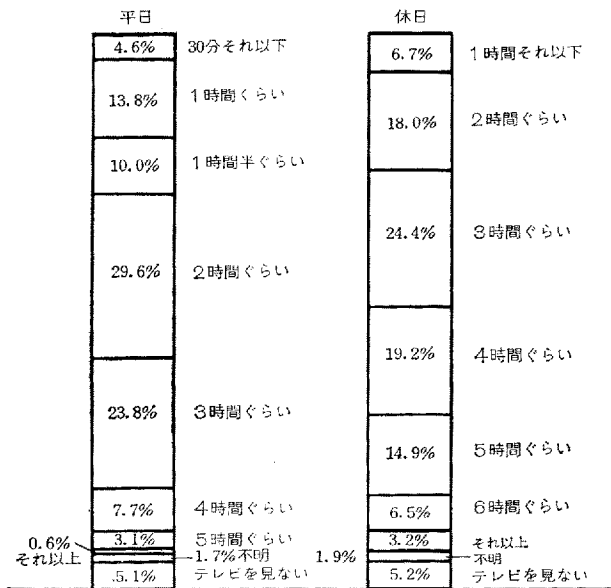 平日
4.6% 30分それ以下
13.8% 1時間くらい
10.0% 1時間半ぐらい
29.6% 2時間ぐらい
23.8% 3時間ぐらい
7.7% 4時間ぐらい
3.1% 5時間ぐらい
0.6%
それ以上
1.7%不明
5.1% テレビを見ない
休日
6.7% 1時間それ以下
18.0% 2時間ぐらい
24.4% 3時間ぐらい
19.2% 4時間ぐらい
14.9% 5時間ぐらい
6.5% 6時間ぐらい
3.2% それ以上
1.9% 不明
5.2% テレビを見ない